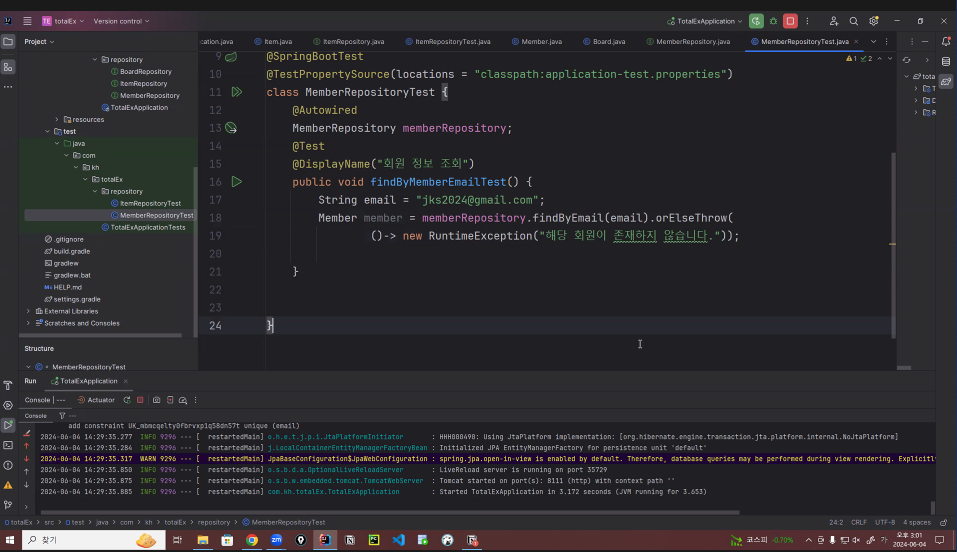 TE totalEx Version control TotalExApplication
Project
cation.java Item.java ItemRepository.java ItemRepositoryTest.java Member.java Board.java MemberRepository.java MemberRepositoryTest.java
repository
BoardRepository
ItemRepository
MemberRepository
TotalExApplication
resources
test
java
com
kh
totalEx
repository
ItemRepositoryTest
MemberRepositoryTest
TotalExApplicationTests
.gitignore
build.gradle
gradlew
gradlew.bat
HELP.md
settings.gradle
External Libraries
Scratches and Consoles
Structure
MemberRepositoryTest
9 @SpringBootTest
10 @TestPropertySource(locations = "classpath:application-test.properties")
11 class MemberRepositoryTest {
12 @Autowired
13 MemberRepository memberRepository;
14 @Test
15 @DisplayName("회원 정보 조회")
16 public void findByMemberEmailTest() {
17 String email = "jks2024@gmail.com";
18 Member member = memberRepository.findByEmail(email).orElseThrow(
19 ()-> new RuntimeException("해당 회원이 존재하지 않습니다."));
20
21 }
22
23
24 }
1 2
tota
Run TotalExApplication
Console Actuator
Console
add constraint UK_mbmcqelty0fbrvxp1q58dn57t unique (email)
2024-06-04 14:29:35.277 INFO 9296 --- [ restartedMain] o.h.e.t.j.p.i.JtaPlatformInitiator : HHH000490: Using JtaPlatform implementation: [org.hibernate.engine.transaction.jta.platform.internal.NoJtaPlatform]
2024-06-04 14:29:35.284 INFO 9296 --- [ restartedMain] j.LocalContainerEntityManagerFactoryBean : Initialized JPA EntityManagerFactory for persistence unit 'default'
2024-06-04 14:29:35.317 WARN 9296 --- [ restartedMain] JpaBaseConfiguration$JpaWebConfiguration : spring.jpa.open-in-view is enabled by default. Therefore, database queries may be performed during view rendering. Explicitl
2024-06-04 14:29:35.850 INFO 9296 --- [ restartedMain] o.s.b.d.a.OptionalLiveReloadServer : LiveReload server is running on port 35729
2024-06-04 14:29:35.875 INFO 9296 --- [ restartedMain] o.s.b.w.embedded.tomcat.TomcatWebServer : Tomcat started on port(s): 8111 (http) with context path ''
2024-06-04 14:29:35.885 INFO 9296 --- [ restartedMain] com.kh.totalEx.TotalExApplication : Started TotalExApplication in 3.172 seconds (JVM running for 3.653)
totalEx > src > test > java > com > kh > totalEx > repository > MemberRepositoryTest 24:2 CRLF UTF-8 4 spaces
찾기 코스피 -0.70% 가 오후 3:01
2024-06-04